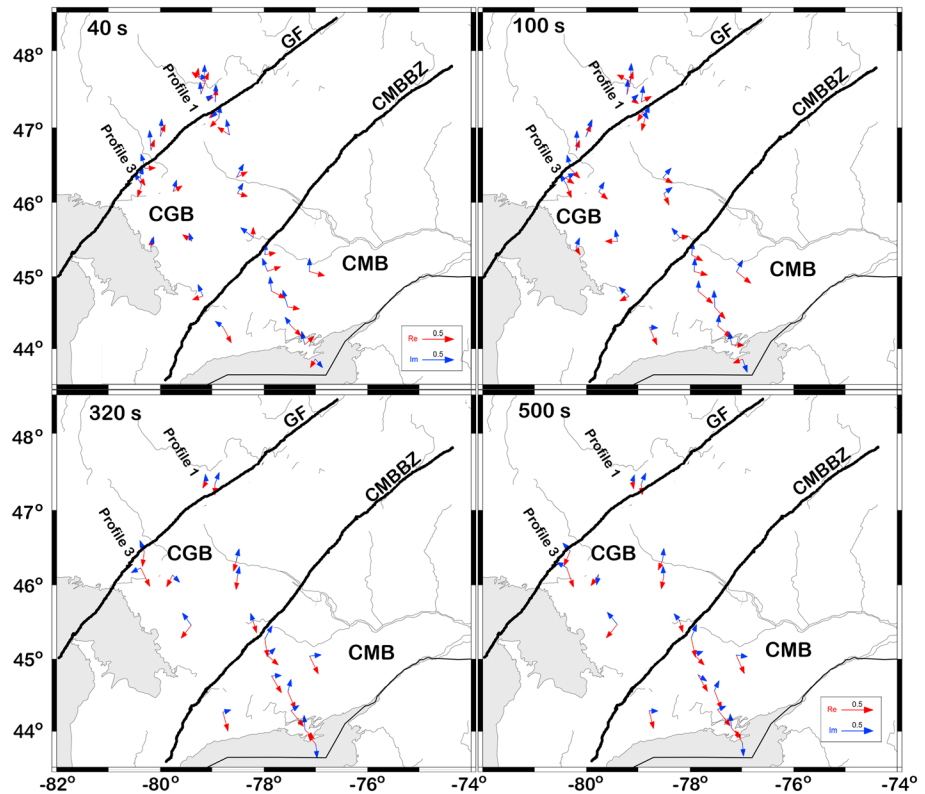 40 s
GF
CMBBZ
Profile 1
Profile 3
CGB
CMB
Re 0.5
Im 0.5
48°
47°
46°
45°
44°
100 s
GF
CMBBZ
Profile 1
Profile 3
CGB
CMB
320 s
GF
CMBBZ
Profile 1
Profile 3
CGB
CMB
48°
47°
46°
45°
44°
-82° -80° -78° -76° -74°
500 s
GF
CMBBZ
Profile 1
Profile 3
CGB
CMB
Re 0.5
Im 0.5
-80° -78° -76° -74°